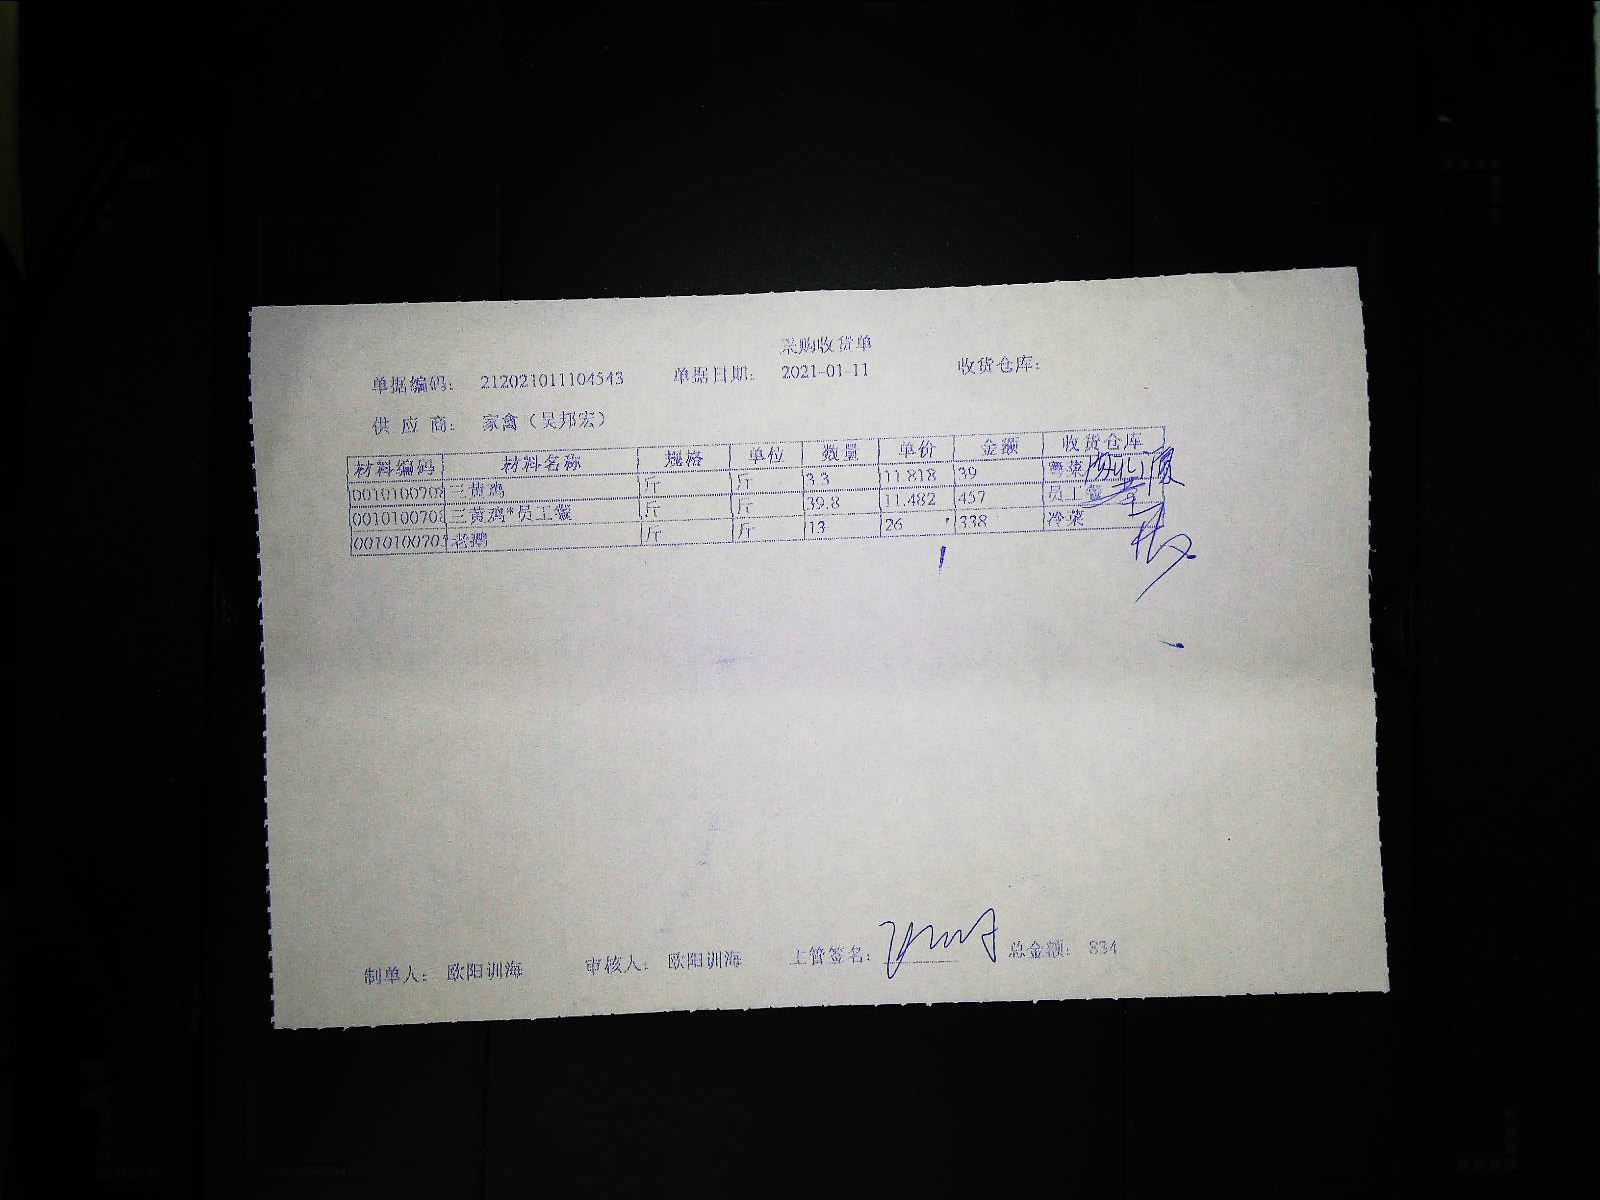 采购收货单
单据编码： 212021011104543 单据日期： 2021-01-11 收货仓库：
供 应 商： 家禽（吴邦宏）
材料编码 材料名称 规格 单位 数量 单价 金额 收货仓库
0010100708 三黄鸡 斤 斤 3.3 11.818 39
0010100708 三黄鸡*员工餐 斤 斤 39.8 11.482 457 员工餐
001010070 老鹅 斤 斤 13 26 338 冷菜
制单人： 欧阳训海 审核人： 欧阳训海 主管签名： 总金额： 834